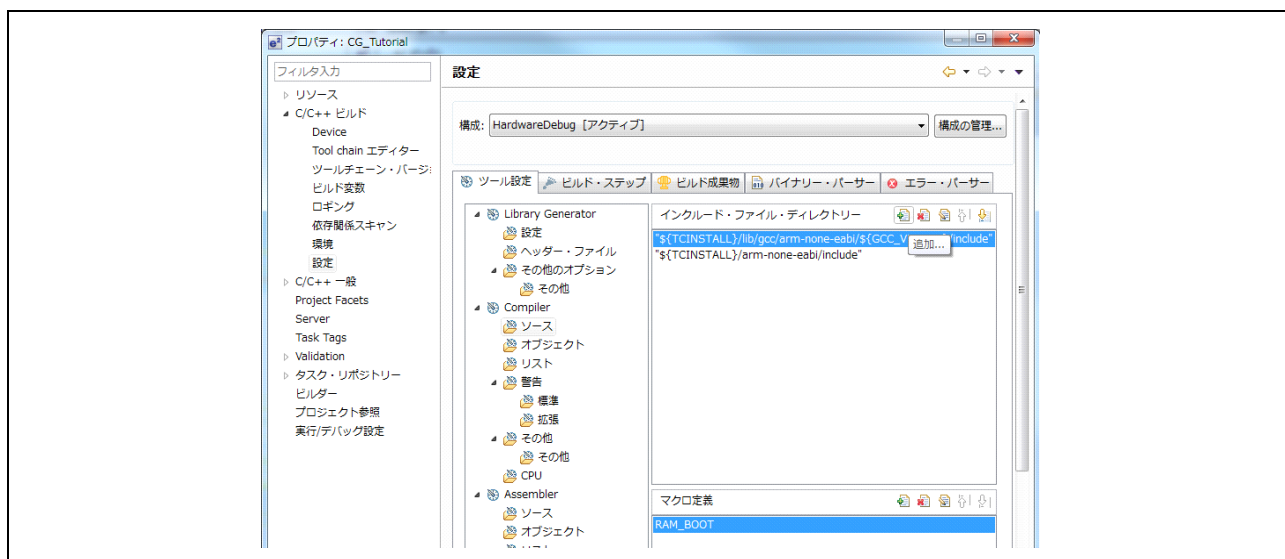 プロパティ: CG_Tutorial
フィルタ入力
リソース
C/C++ ビルド
Device
Tool chain エディター
ツールチェーン・バージ
ビルド変数
ロギング
依存関係スキャン
環境
設定
C/C++ 一般
Project Facets
Server
Task Tags
Validation
タスク・リポジトリー
ビルダー
プロジェクト参照
実行/デバッグ設定
設定
構成: HardwareDebug [アクティブ] 構成の管理...
ツール設定 ビルド・ステップ ビルド成果物 バイナリー・パーサー エラー・パーサー
Library Generator
設定
ヘッダー・ファイル
その他のオプション
その他
Compiler
ソース
オブジェクト
リスト
警告
標準
拡張
その他
その他
CPU
Assembler
ソース
オブジェクト
インクルード・ファイル・ディレクトリー
"${TCINSTALL}/lib/gcc/arm-none-eabi/${GCC_V /include"
追加...
"${TCINSTALL}/arm-none-eabi/include"
マクロ定義
RAM_BOOT